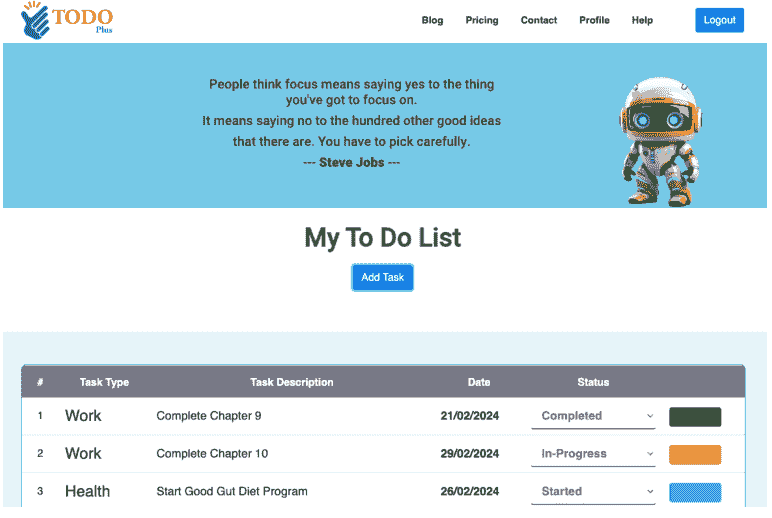 TODO
Plus
Blog Pricing Contact Profile Help Logout
People think focus means saying yes to the thing
you've got to focus on.
It means saying no to the hundred other good ideas
that there are. You have to pick carefully.
--- Steve Jobs ---
My To Do List
Add Task
# Task Type Task Description Date Status
1 Work Complete Chapter 9 21/02/2024 Completed
2 Work Complete Chapter 10 29/02/2024 In-Progress
3 Health Start Good Gut Diet Program 26/02/2024 Started